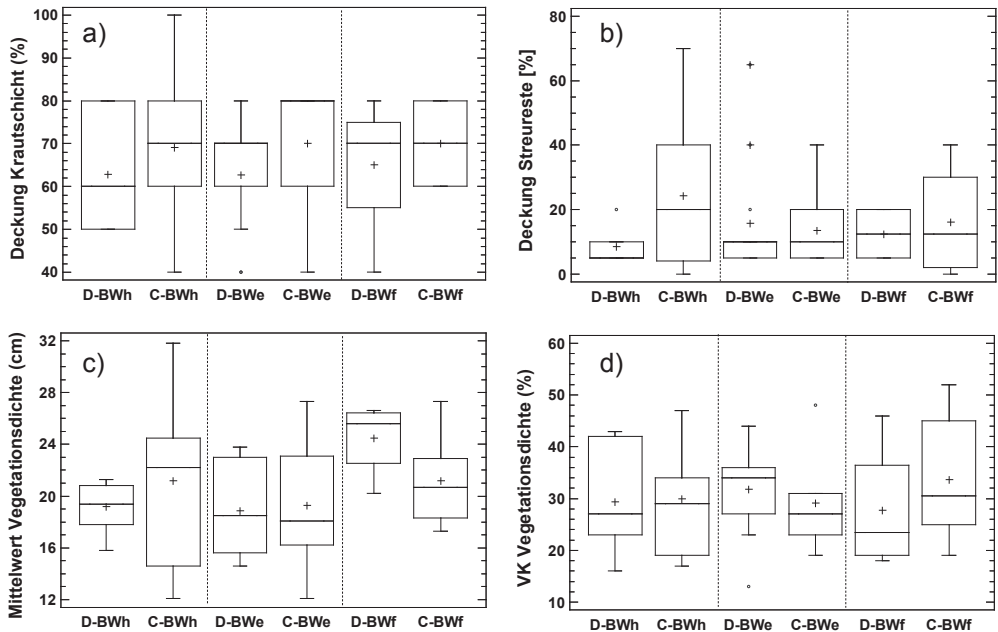 a)
Deckung Krautschicht (%)
100
90
80
70
60
50
40
D-BWh C-BWh D-BWe C-BWe D-BWf C-BWf
b)
Deckung Streureste [%]
80
60
40
20
0
D-BWh C-BWh D-BWe C-BWe D-BWf C-BWf
c)
Mittelwert Vegetationsdichte (cm)
32
28
24
20
16
12
D-BWh C-BWh D-BWe C-BWe D-BWf C-BWf
d)
VK Vegetationsdichte (%)
60
50
40
30
20
10
D-BWh C-BWh D-BWe C-BWe D-BWf C-BWf